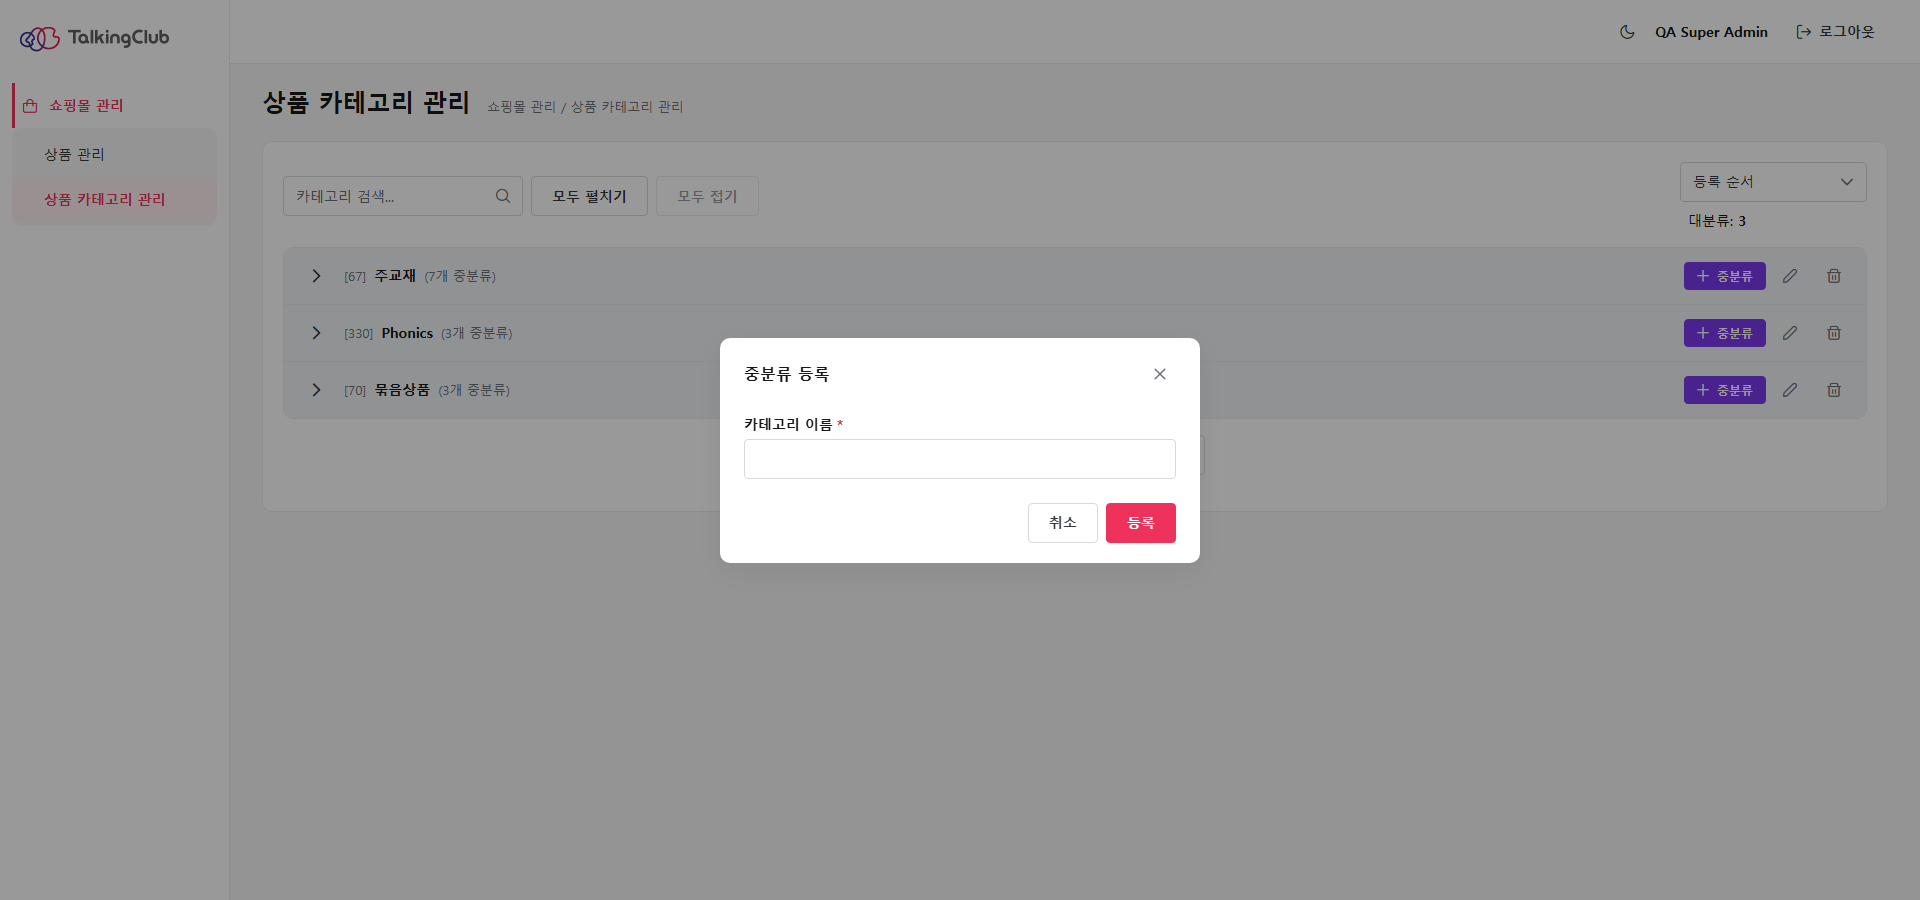 TalkingClub
QA Super Admin
로그아웃
쇼핑몰 관리
상품 관리
상품 카테고리 관리
상품 카테고리 관리
쇼핑몰 관리 / 상품 카테고리 관리
카테고리 검색...
모두 펼치기
모두 접기
등록 순서
대분류: 3
[67] 주교재 (7개 중분류)
중분류
[330] Phonics (3개 중분류)
중분류
[70] 묶음상품 (3개 중분류)
중분류
중분류 등록
카테고리 이름 *
취소
등록